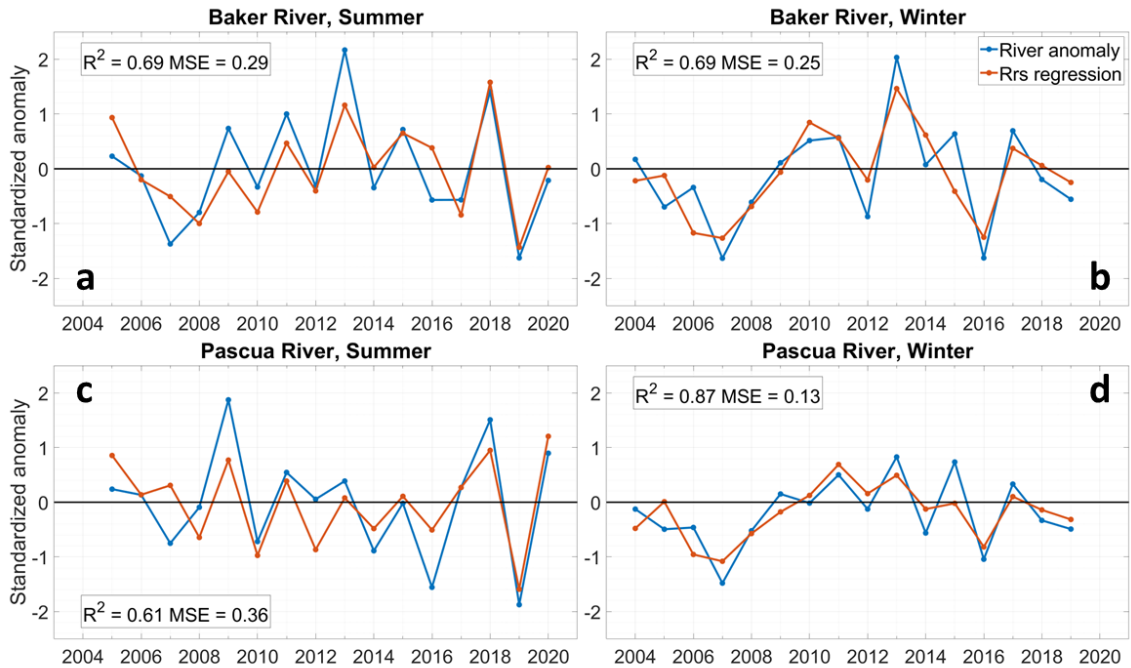 Baker River, Summer
Standardized anomaly
2
1
0
-1
-2
R² = 0.69 MSE = 0.29
a
2004 2006 2008 2010 2012 2014 2016 2018 2020
Baker River, Winter
2
1
0
-1
-2
R² = 0.69 MSE = 0.25
River anomaly
Rrs regression
b
2004 2006 2008 2010 2012 2014 2016 2018 2020
Pascua River, Summer
Standardized anomaly
2
1
0
-1
-2
c
R² = 0.61 MSE = 0.36
2004 2006 2008 2010 2012 2014 2016 2018 2020
Pascua River, Winter
2
1
0
-1
-2
R² = 0.87 MSE = 0.13
d
2004 2006 2008 2010 2012 2014 2016 2018 2020